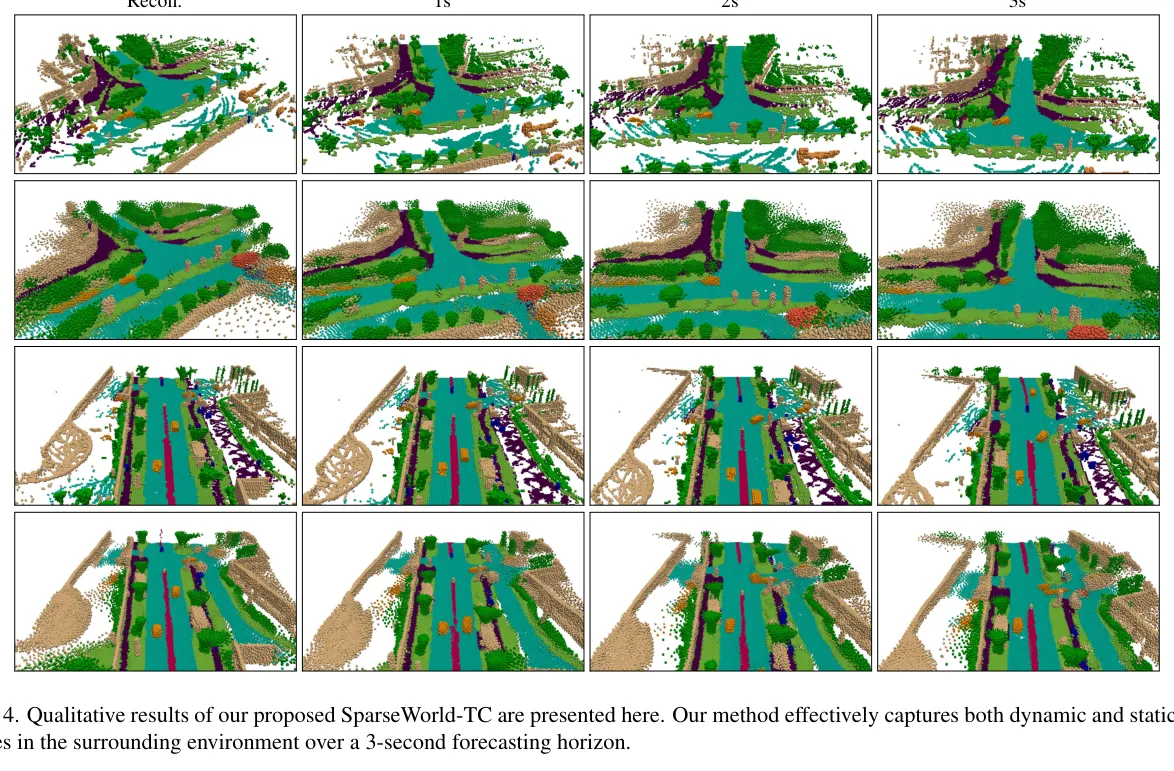 Recon. 1s 2s 3s
4. Qualitative results of our proposed SparseWorld-TC are presented here. Our method effectively captures both dynamic and static
es in the surrounding environment over a 3-second forecasting horizon.